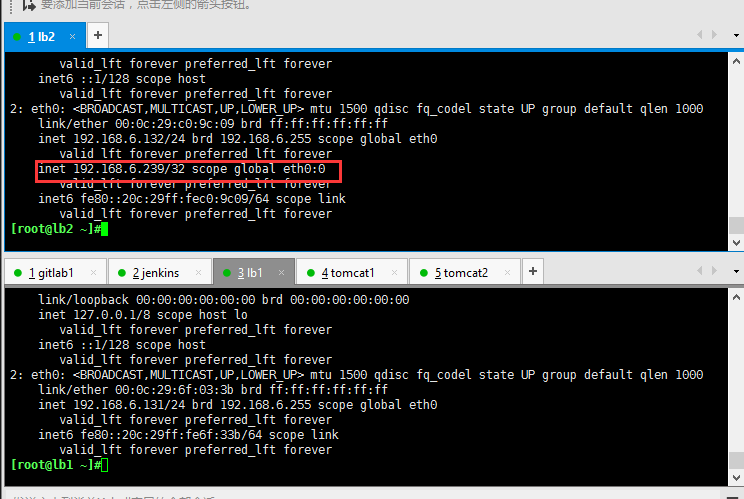 要添加当前会话，点击左侧的箭头按钮。
1 lb2 × +
valid_lft forever preferred_lft forever
inet6 ::1/128 scope host
valid_lft forever preferred_lft forever
2: eth0: <BROADCAST,MULTICAST,UP,LOWER_UP> mtu 1500 qdisc fq_codel state UP group default qlen 1000
link/ether 00:0c:29:c0:9c:09 brd ff:ff:ff:ff:ff:ff
inet 192.168.6.132/24 brd 192.168.6.255 scope global eth0
valid_lft forever preferred_lft forever
inet 192.168.6.239/32 scope global eth0:0
valid_lft forever preferred_lft forever
inet6 fe80::20c:29ff:fec0:9c09/64 scope link
valid_lft forever preferred_lft forever
[root@lb2 ~]#
1 gitlab1 × 2 jenkins × 3 lb1 × 4 tomcat1 × 5 tomcat2 × +
link/loopback 00:00:00:00:00:00 brd 00:00:00:00:00:00
inet 127.0.0.1/8 scope host lo
valid_lft forever preferred_lft forever
inet6 ::1/128 scope host
valid_lft forever preferred_lft forever
2: eth0: <BROADCAST,MULTICAST,UP,LOWER_UP> mtu 1500 qdisc fq_codel state UP group default qlen 1000
link/ether 00:0c:29:6f:03:3b brd ff:ff:ff:ff:ff:ff
inet 192.168.6.131/24 brd 192.168.6.255 scope global eth0
valid_lft forever preferred_lft forever
inet6 fe80::20c:29ff:fe6f:33b/64 scope link
valid_lft forever preferred_lft forever
[root@lb1 ~]#